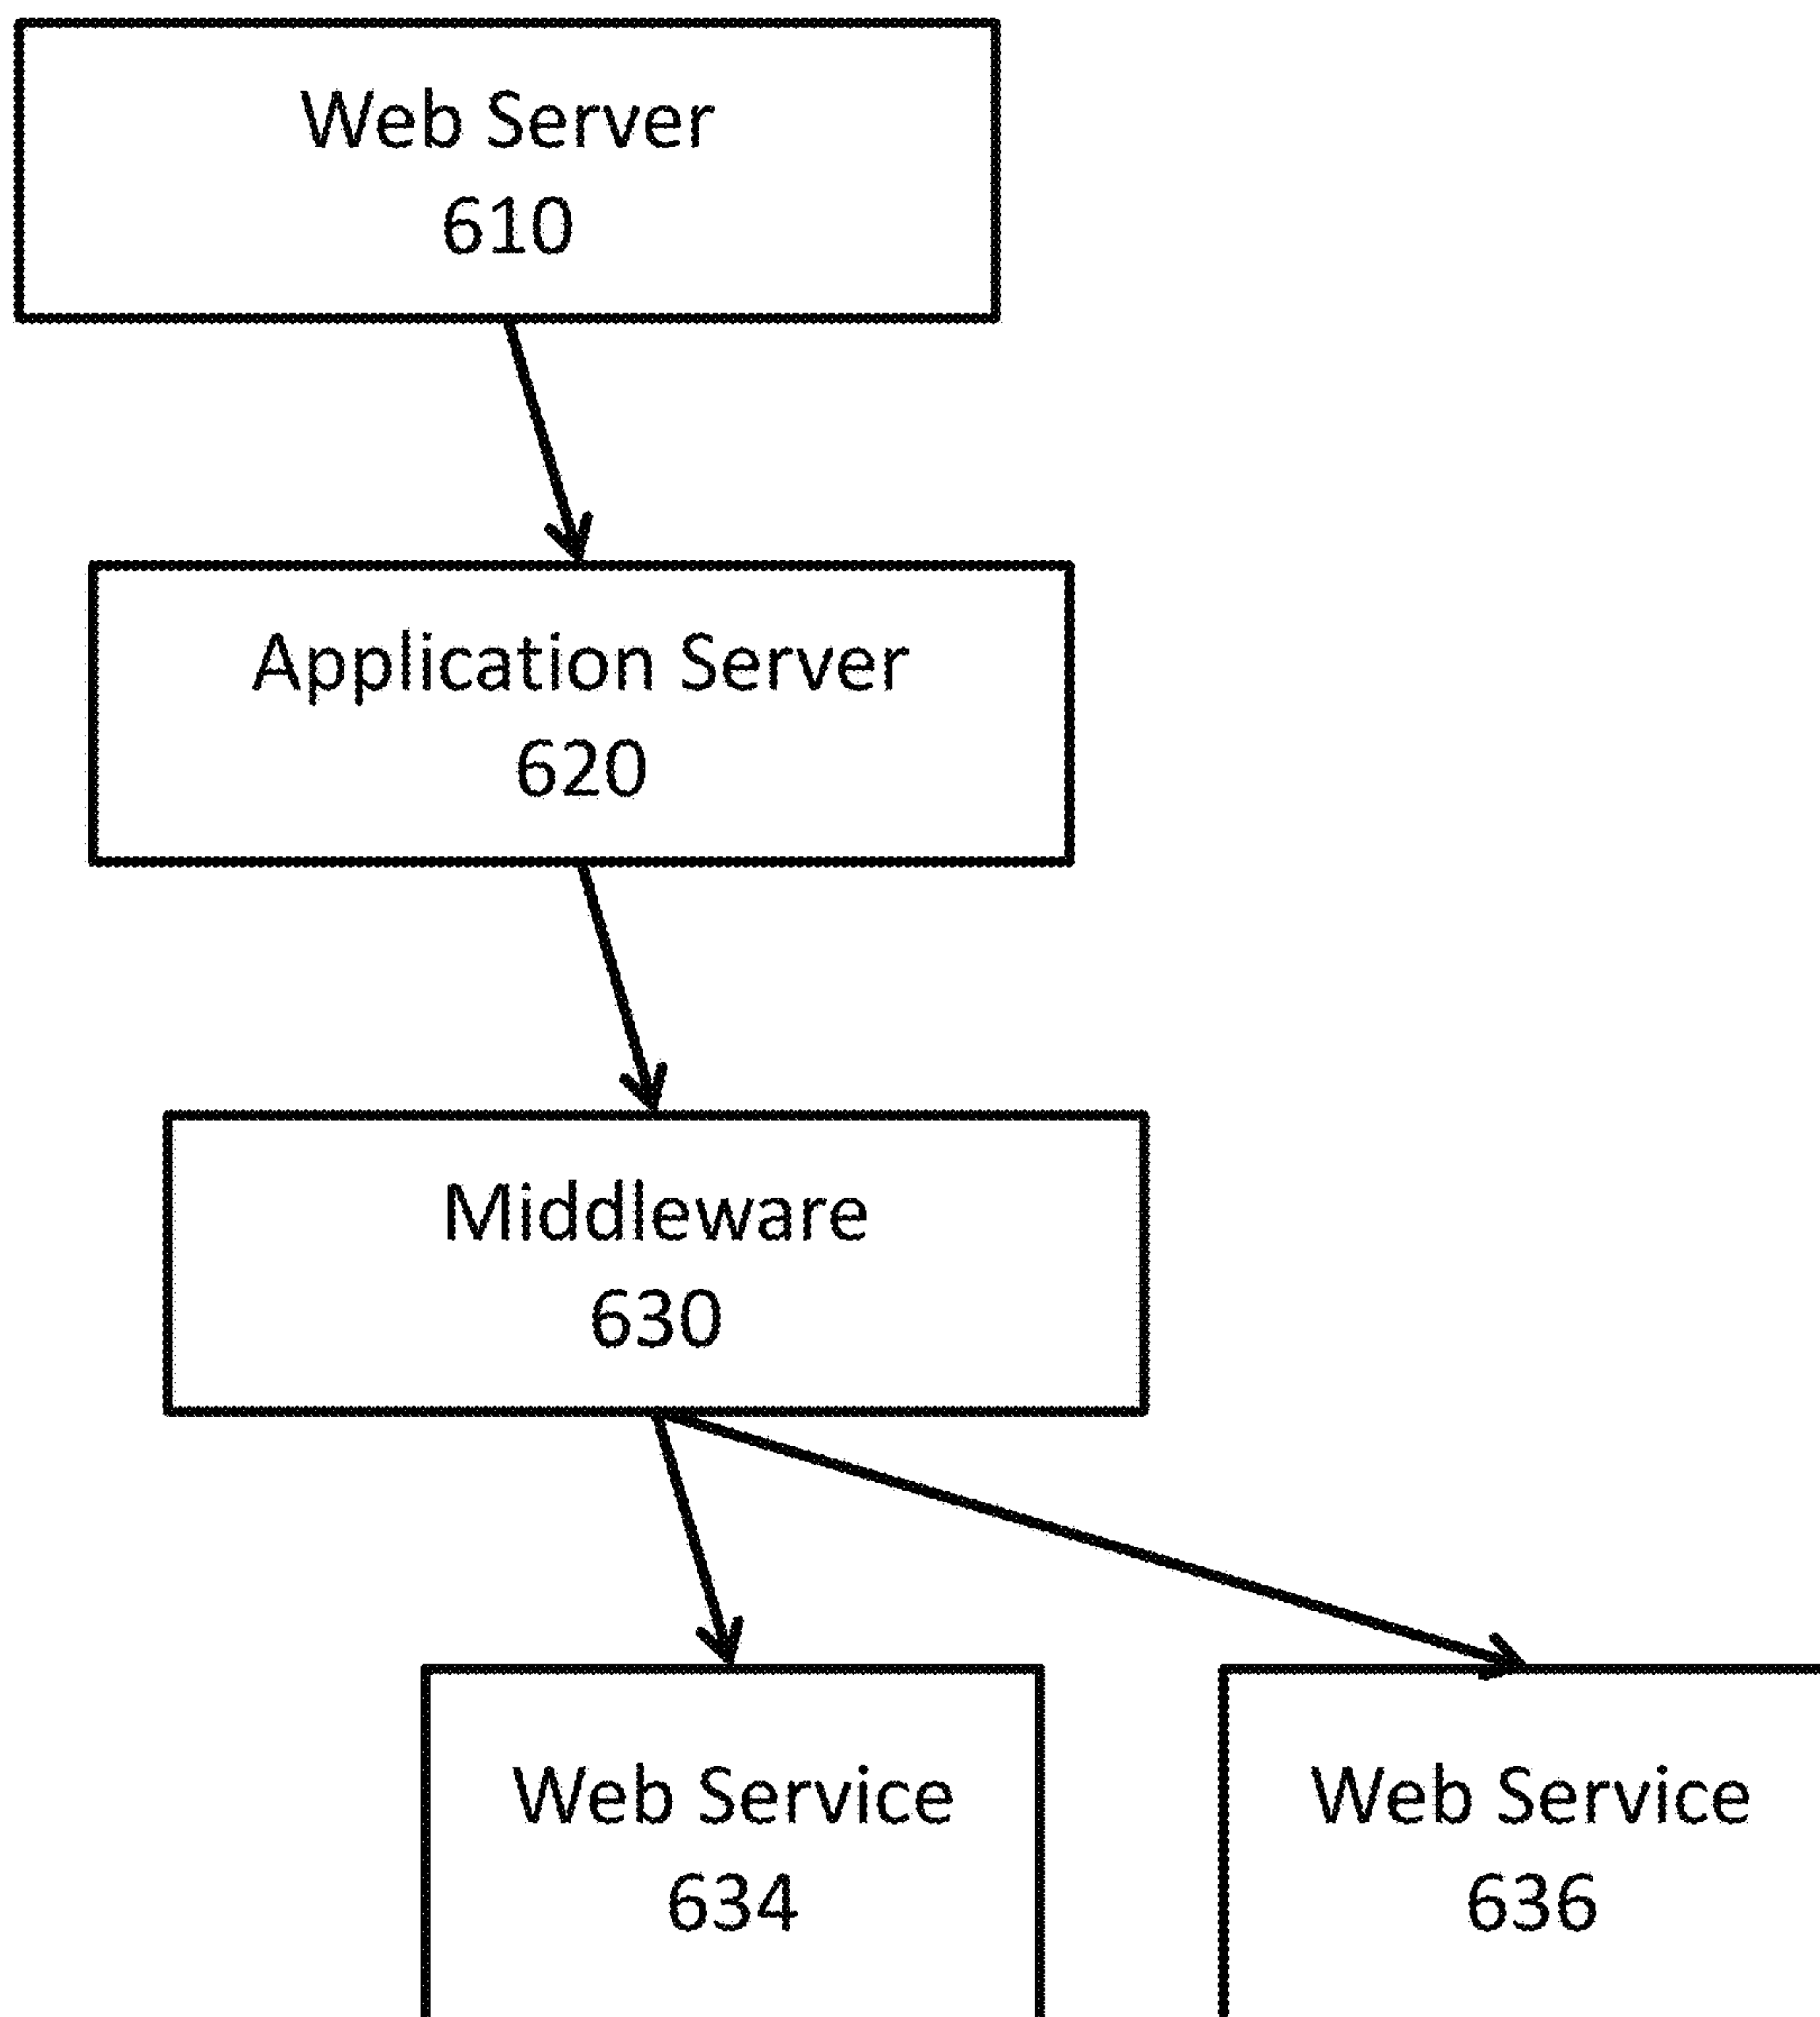 Web Server
610
Application Server
620
Middleware
630
Web Service
634
Web Service
636